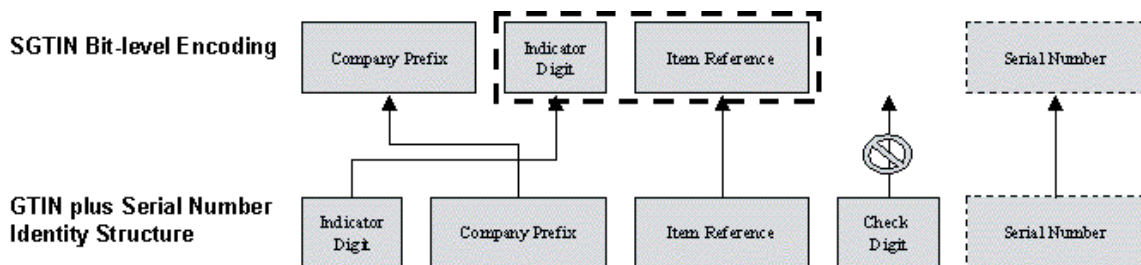 SGTIN Bit-level Encoding
Company Prefix
Indicator
Digit
Item Reference
Serial Number
GTIN plus Serial Number
Identity Structure
Indicator
Digit
Company Prefix
Item Reference
Check
Digit
Serial Number